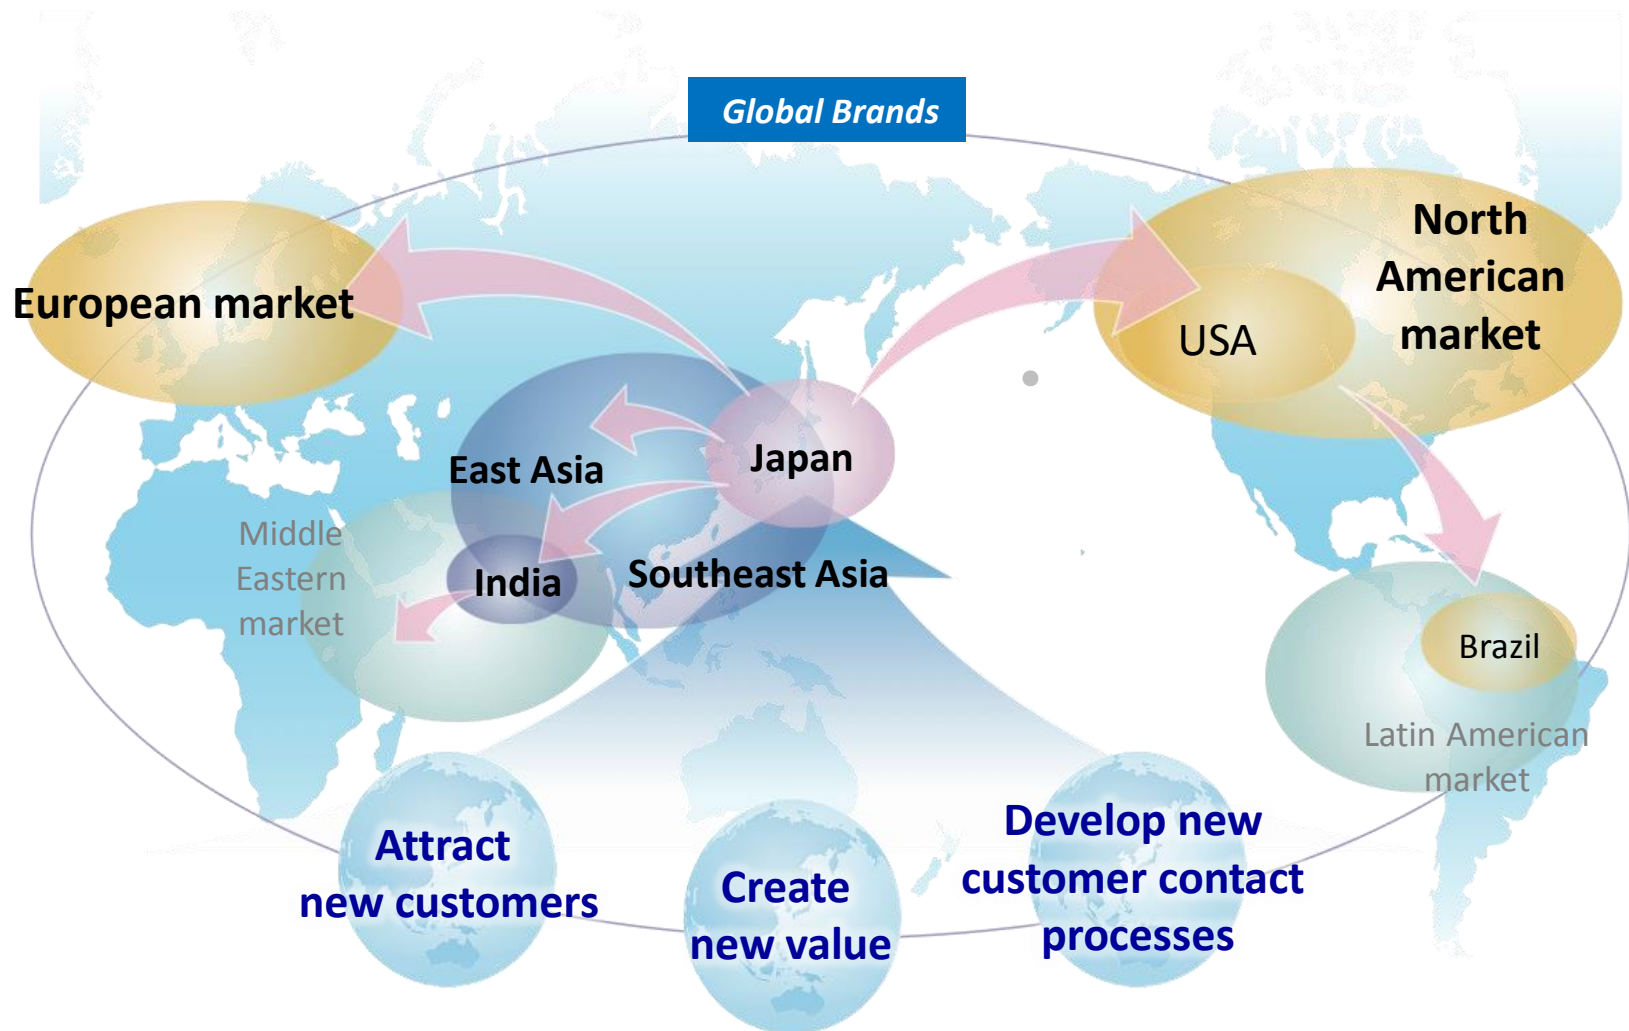 Global Brands
European market
North
American
market
USA
East Asia
Japan
Middle
Eastern
market
India
Southeast Asia
Brazil
Latin American
market
Attract
new customers
Create
new value
Develop new
customer contact
processes